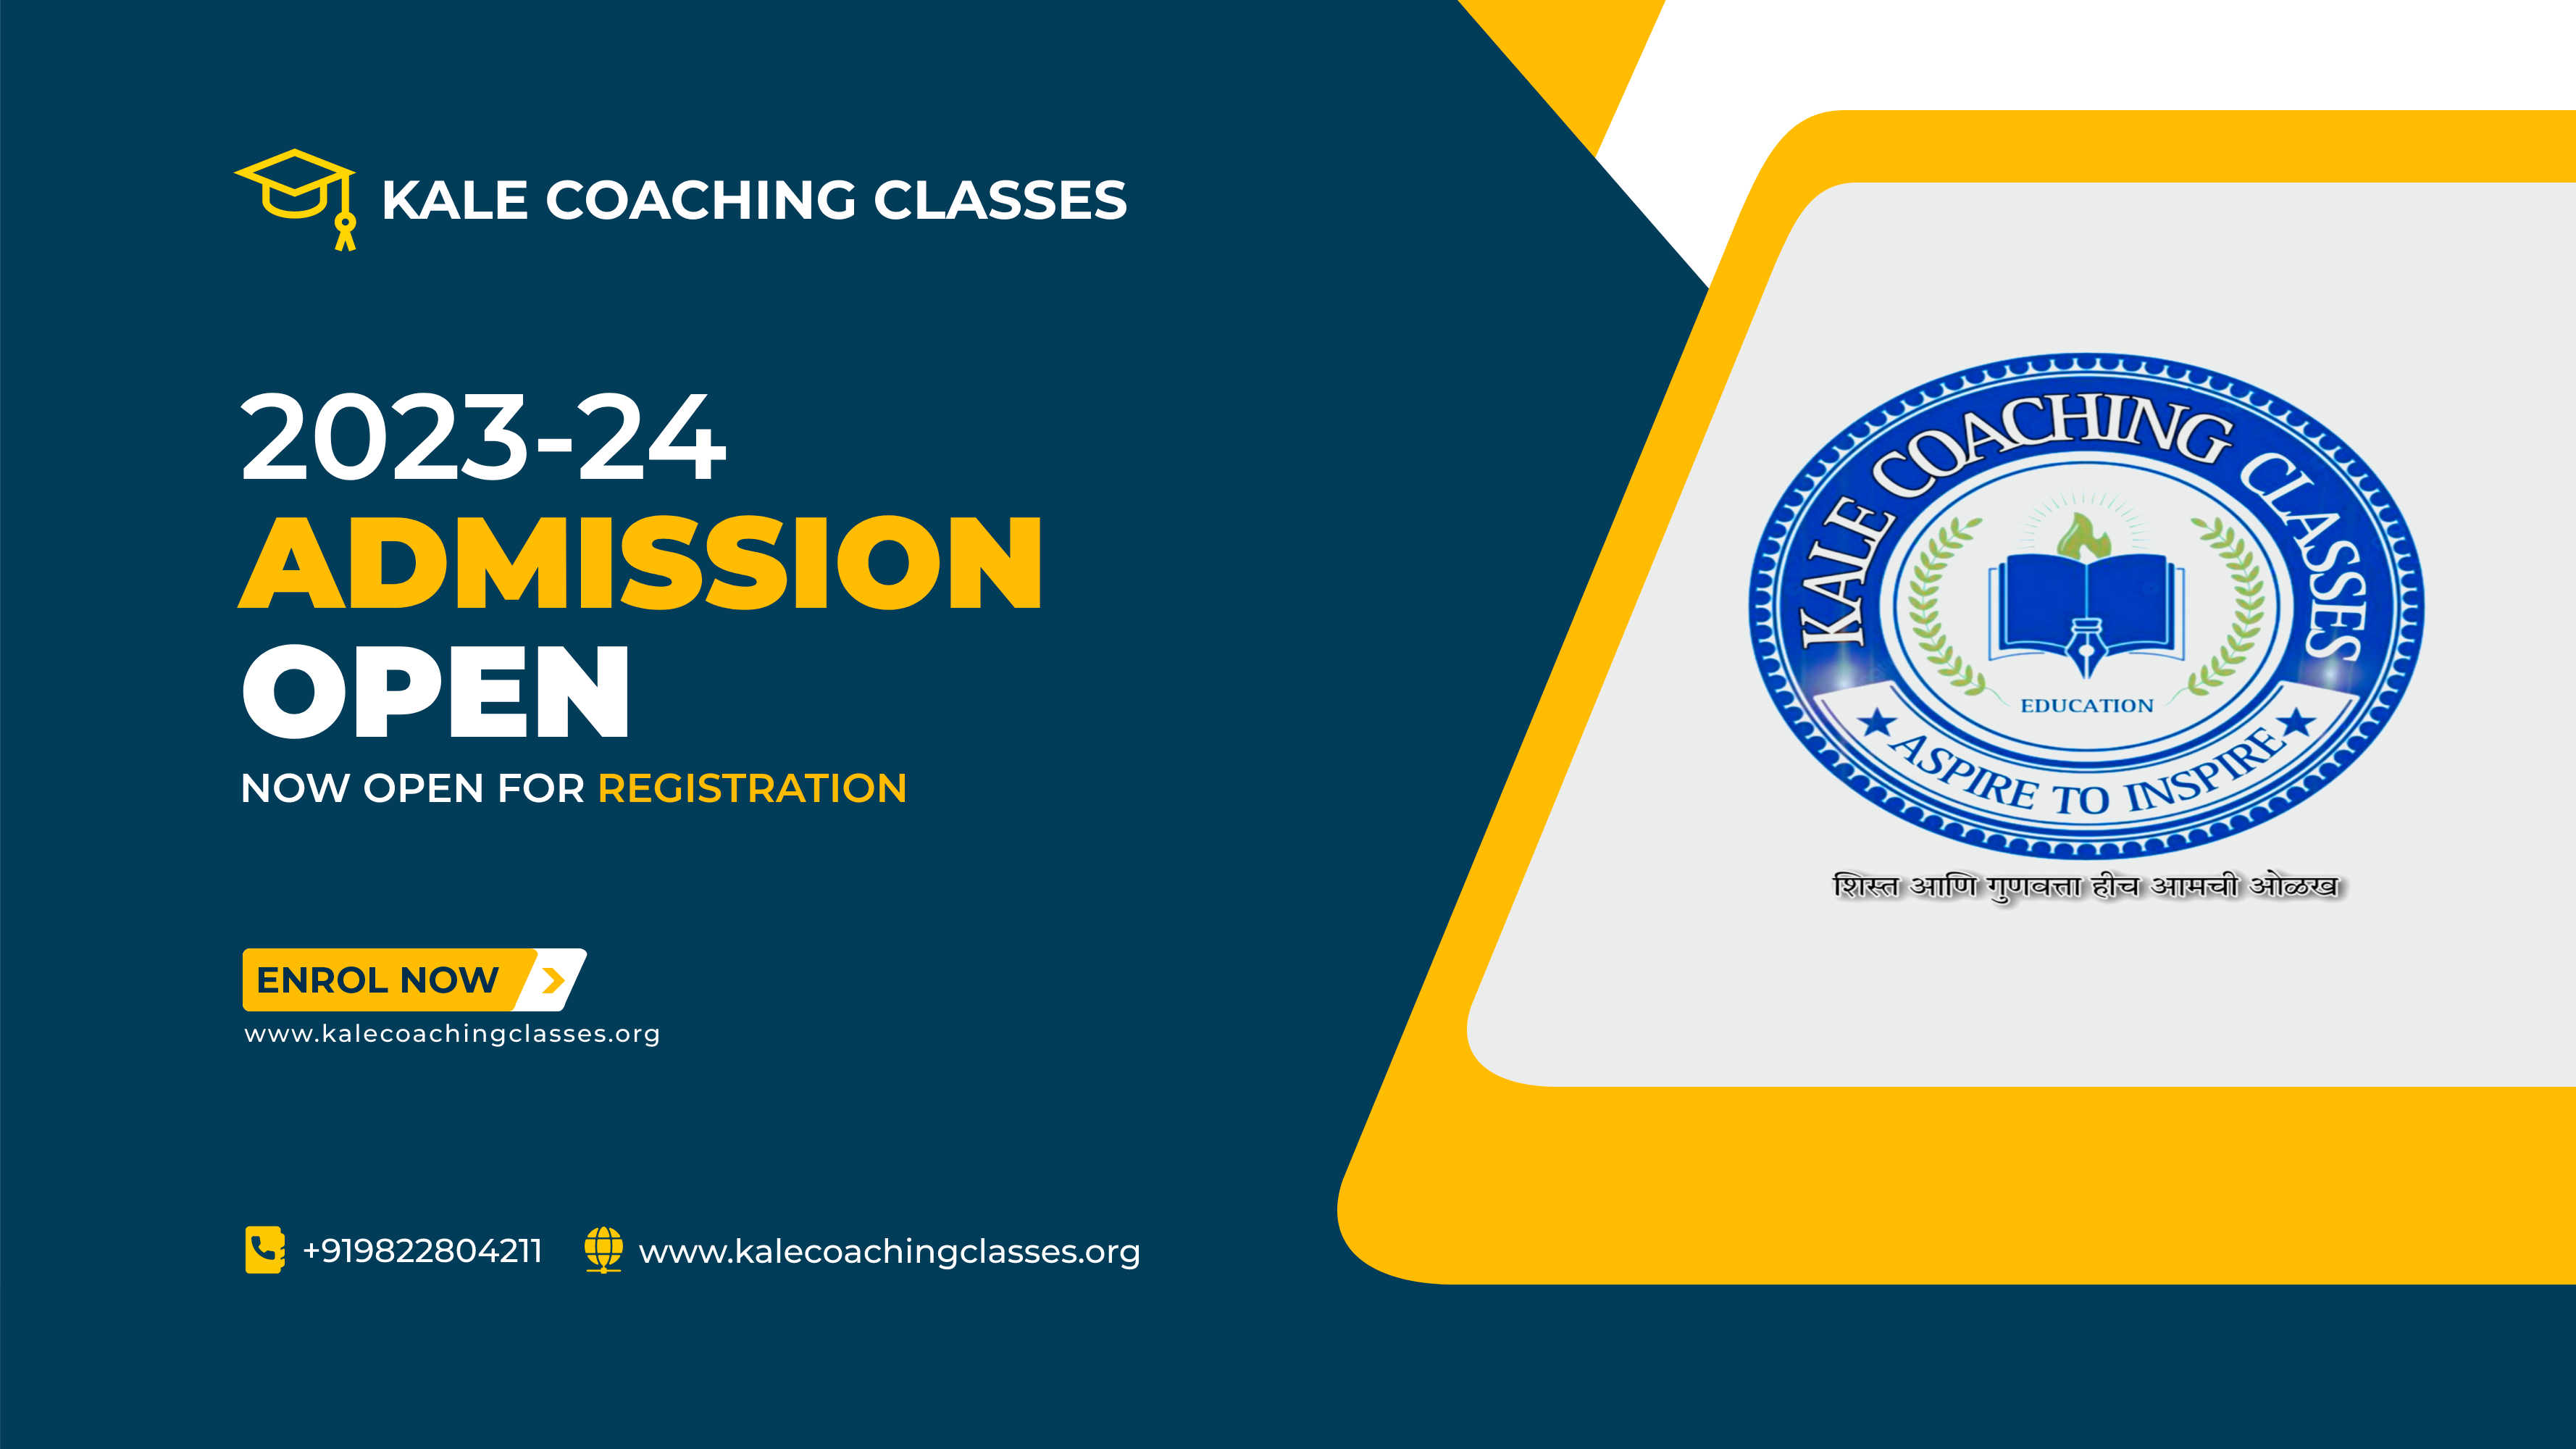 KALE COACHING CLASSES
2023-24
ADMISSION
OPEN
NOW OPEN FOR REGISTRATION
ENROL NOW
www.kalecoachingclasses.org
+919822804211
www.kalecoachingclasses.org
KALE COACHING CLASSES
EDUCATION
ASPIRE TO INSPIRE
शिस्त आणि गुणवत्ता हीच आमची ओळख